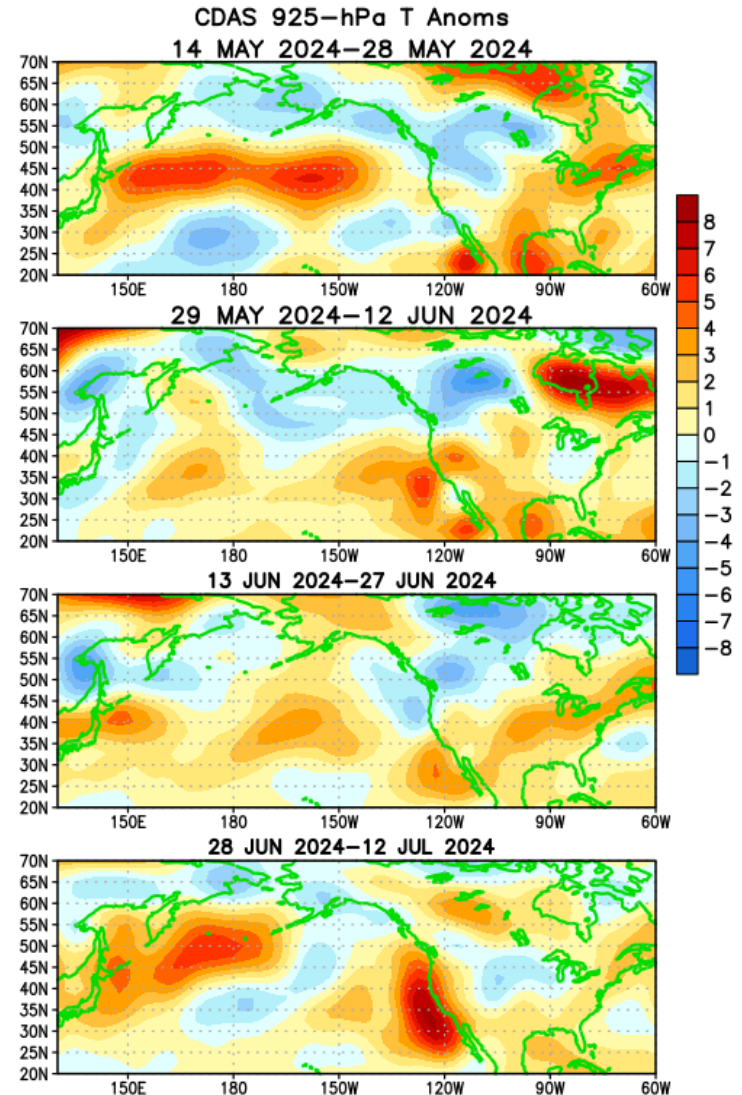 CDAS 925-hPa T Anoms
14 MAY 2024-28 MAY 2024
70N
65N
60N
55N
50N
45N
40N
35N
30N
25N
20N
150E 180 150W 120W 90W 60W
29 MAY 2024-12 JUN 2024
70N
65N
60N
55N
50N
45N
40N
35N
30N
25N
20N
150E 180 150W 120W 90W 60W
13 JUN 2024-27 JUN 2024
70N
65N
60N
55N
50N
45N
40N
35N
30N
25N
20N
150E 180 150W 120W 90W 60W
28 JUN 2024-12 JUL 2024
70N
65N
60N
55N
50N
45N
40N
35N
30N
25N
20N
150E 180 150W 120W 90W 60W
8
7
6
5
4
3
2
1
0
-1
-2
-3
-4
-5
-6
-7
-8